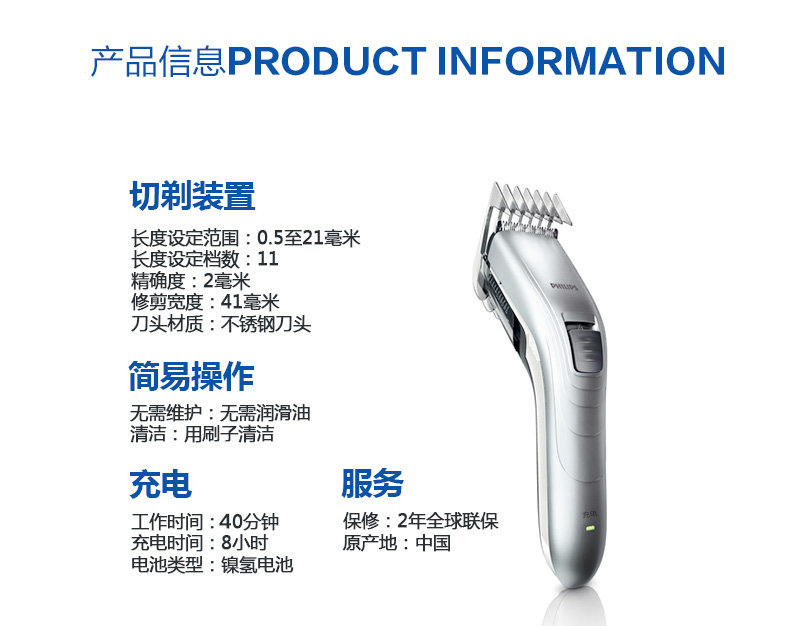 产品信息PRODUCT INFORMATION
切剃装置
长度设定范围：0.5至21毫米
长度设定档数：11
精确度：2毫米
修剪宽度：41毫米
刀头材质：不锈钢刀头
PHILIPS
简易操作
无需维护：无需润滑油
清洁：用刷子清洁
充电
工作时间：40分钟
充电时间：8小时
电池类型：镍氢电池
服务
保修：2年全球联保
原产地：中国
充电